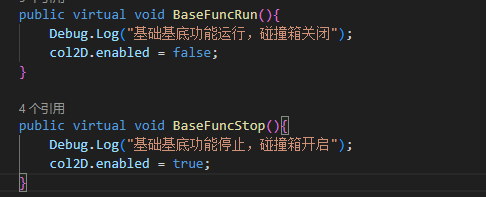 public virtual void BaseFuncRun(){
Debug.Log("基础基底功能运行，碰撞箱关闭");
col2D.enabled = false;
}
4 个引用
public virtual void BaseFuncStop(){
Debug.Log("基础基底功能停止，碰撞箱开启");
col2D.enabled = true;
}